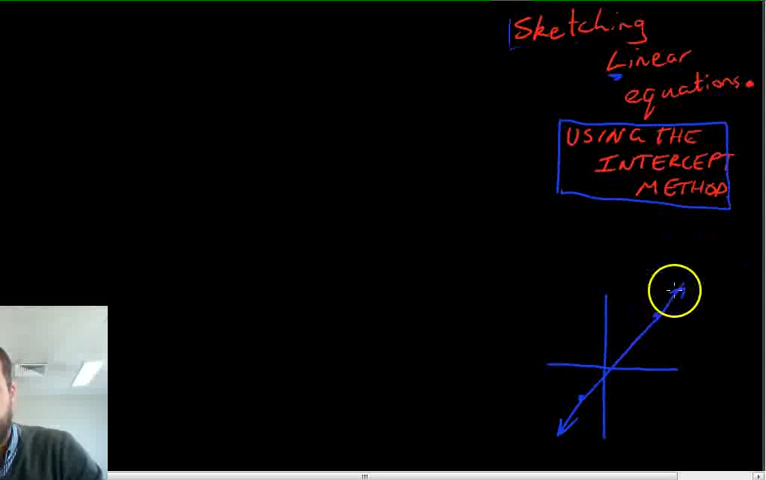 Sketching
Linear
equations.
USING THE
INTERCEPT
METHOD